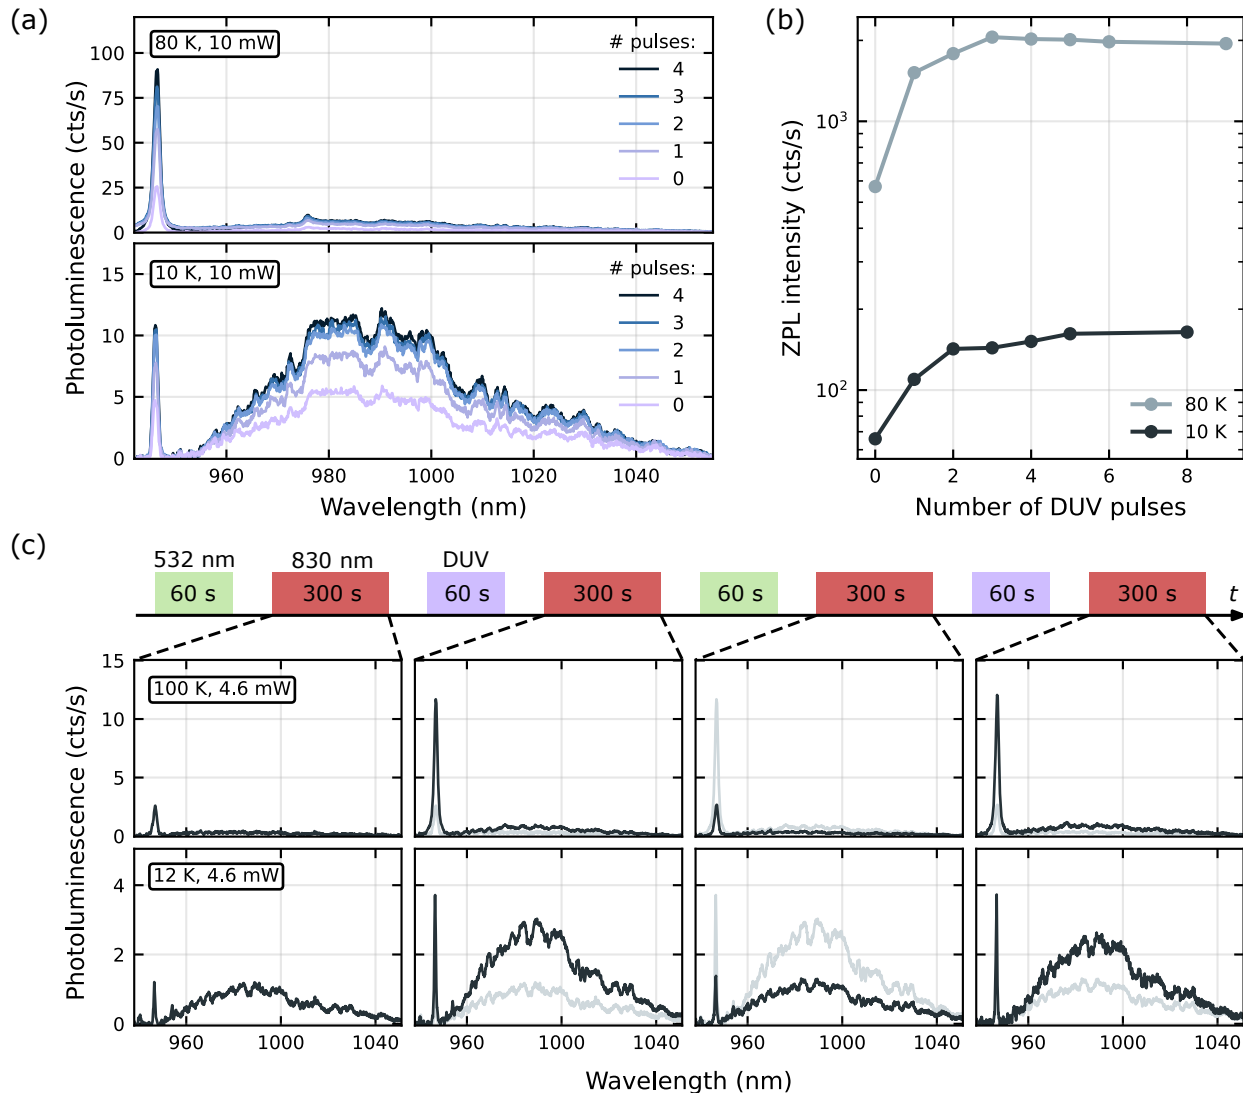 (a)
80 K, 10 mW
# pulses:
4
3
2
1
0
100
75
50
25
0
10 K, 10 mW
# pulses:
4
3
2
1
0
15
10
5
0
960 980 1000 1020 1040
Photoluminescence (cts/s)
Wavelength (nm)
(b)
10³
10²
ZPL intensity (cts/s)
80 K
10 K
0 2 4 6 8
Number of DUV pulses
(c)
532 nm 830 nm DUV
60 s 300 s 60 s 300 s 60 s 300 s 60 s 300 s t
15
10
5
0
100 K, 4.6 mW
4
2
0
12 K, 4.6 mW
Photoluminescence (cts/s)
960 1000 1040 960 1000 1040 960 1000 1040 960 1000 1040
Wavelength (nm)